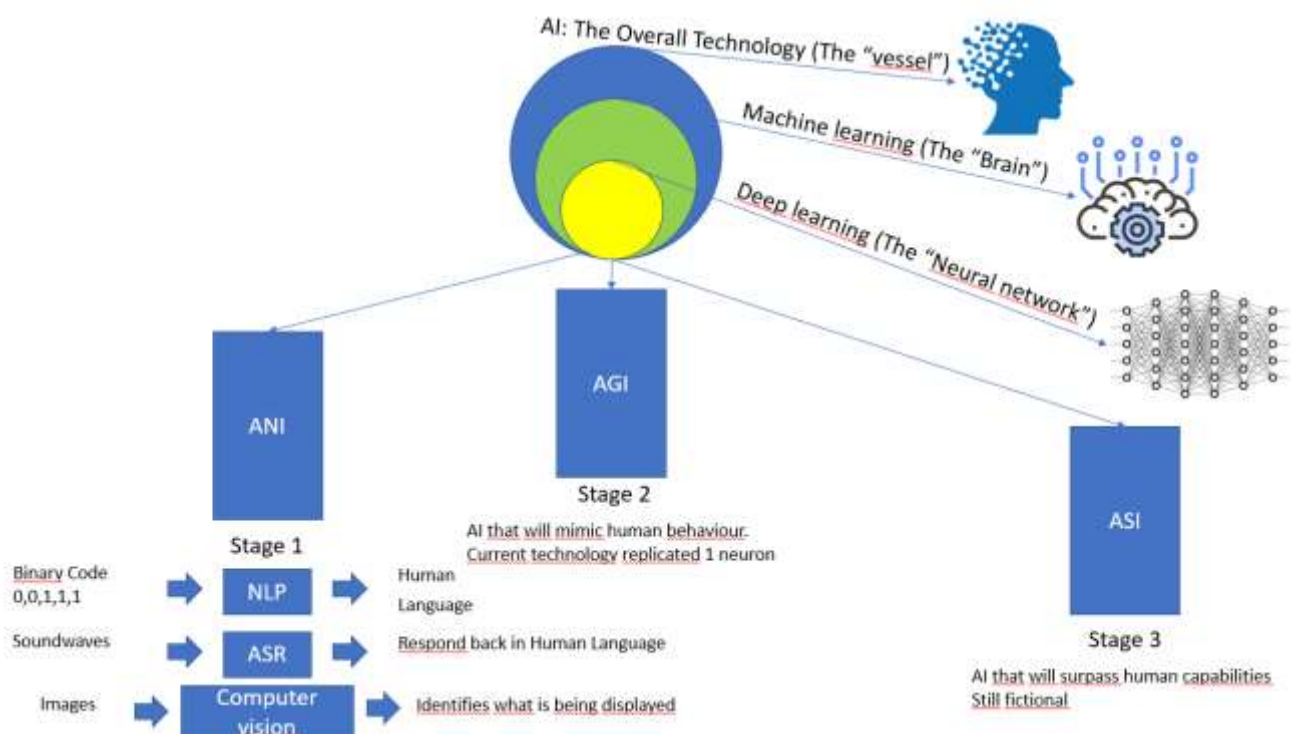 AI: The Overall Technology (The “vessel”)
Machine learning (The “Brain”)
Deep learning (The “Neural network”)
ANI
Stage 1
AGI
Stage 2
AI that will mimic human behaviour.
Current technology replicated 1 neuron
ASI
Stage 3
AI that will surpass human capabilities
Still fictional
Binary Code
0,0,1,1,1
NLP
Human
Language
Soundwaves
ASR
Respond back in Human Language
Images
Computer
vision
Identifies what is being displayed